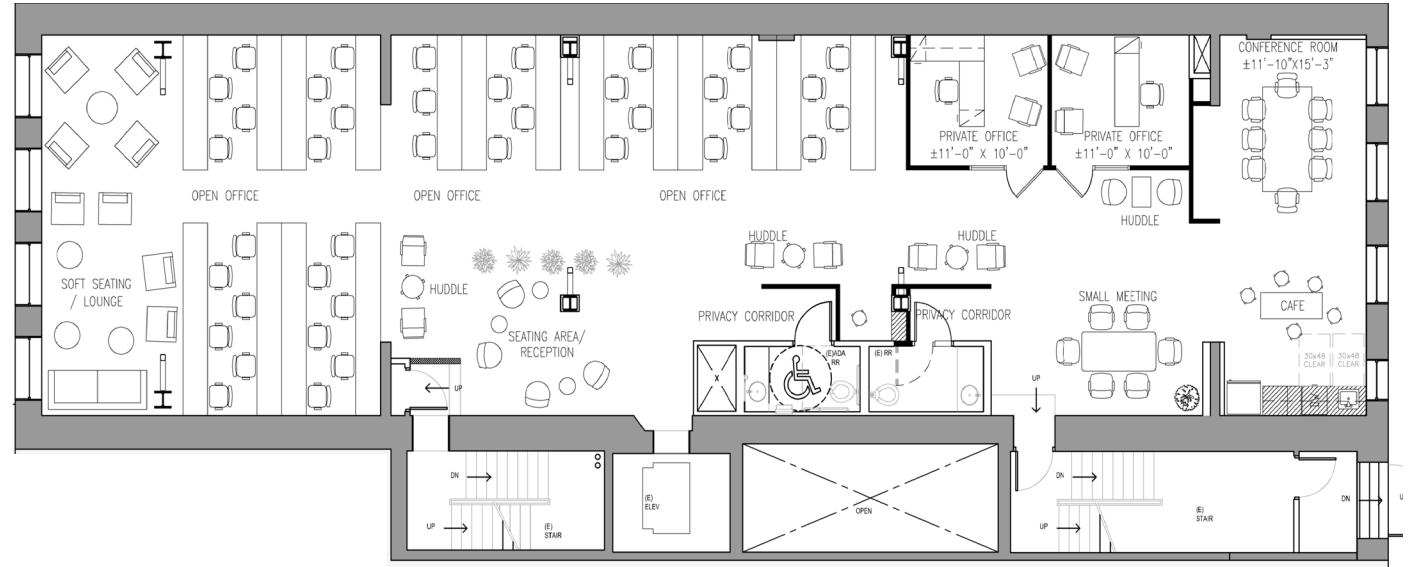 CONFERENCE ROOM
±11'-10"X15'-3"
PRIVATE OFFICE
±11'-0" X 10'-0"
PRIVATE OFFICE
±11'-0" X 10'-0"
OPEN OFFICE
OPEN OFFICE
OPEN OFFICE
HUDDLE
HUDDLE
HUDDLE
SOFT SEATING
/ LOUNGE
HUDDLE
SMALL MEETING
CAFE
PRIVACY CORRIDOR
PRIVACY CORRIDOR
SEATING AREA/
RECEPTION
(E)ADA
RR
(E) RR
30x48
CLEAR
30x48
CLEAR
UP
X
UP
DW
DN
UP
(E)
STAIR
(E)
ELEV
OPEN
DN
UP
(E)
STAIR
DN